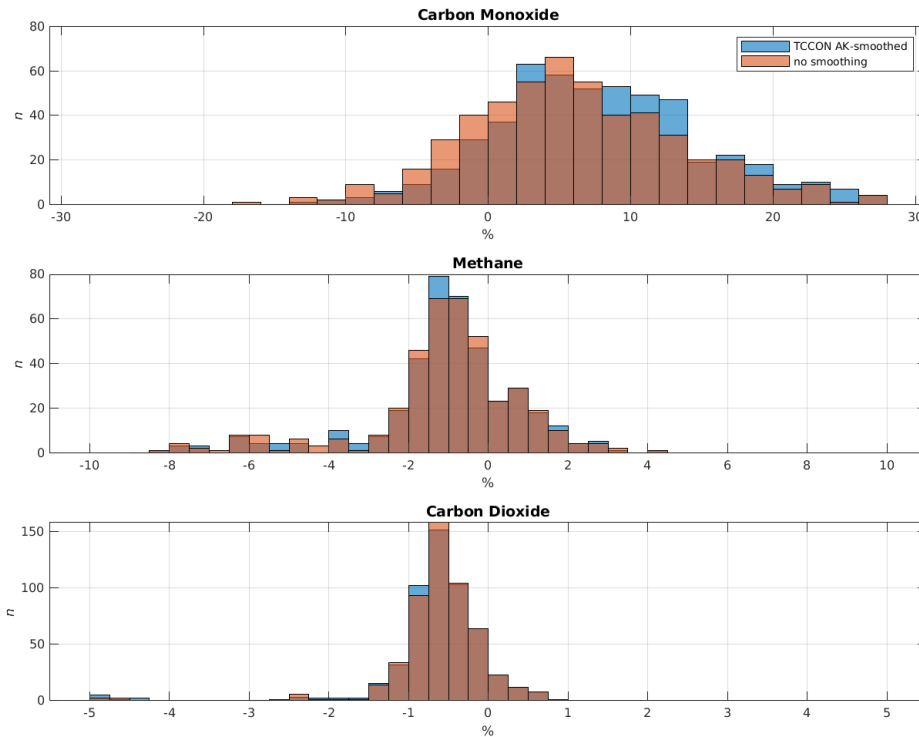 Carbon Monoxide
80
60
40
20
0
n
TCCON AK-smoothed
no smoothing
-30 -20 -10 0 10 20 30
%
Methane
80
60
40
20
0
n
-10 -8 -6 -4 -2 0 2 4 6 8 10
%
Carbon Dioxide
150
100
50
0
n
-5 -4 -3 -2 -1 0 1 2 3 4 5
%